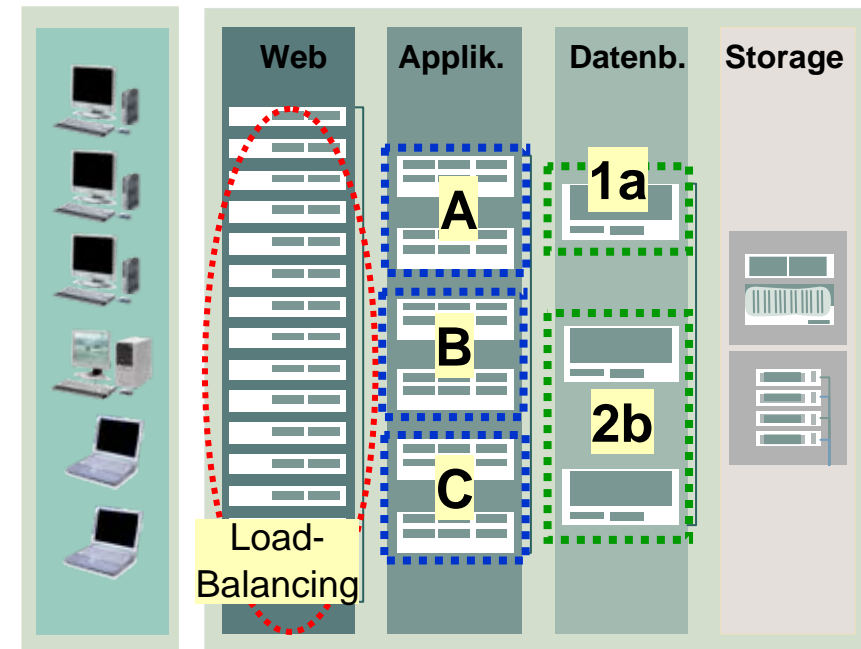 Web
Applik.
Datenb.
Storage
A
B
C
1a
2b
Load-
Balancing